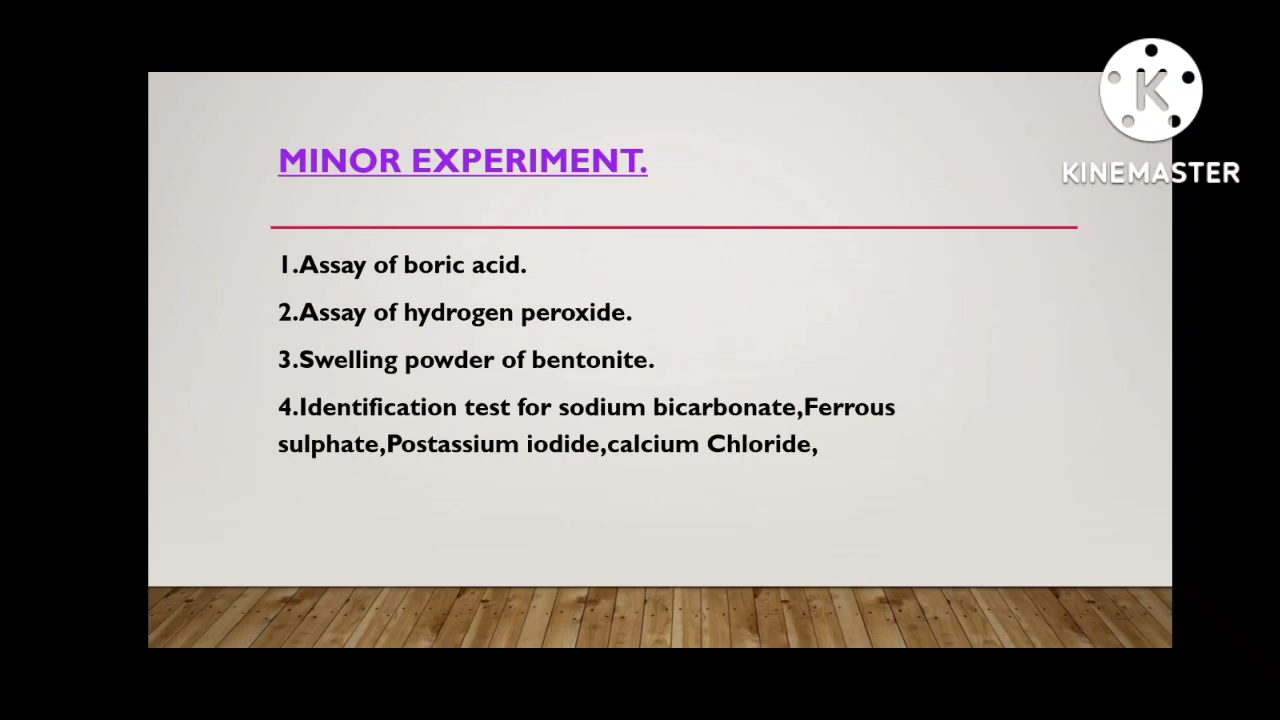 MINOR EXPERIMENT.
K
KINEMASTER
1.Assay of boric acid.
2.Assay of hydrogen peroxide.
3.Swelling powder of bentonite.
4.Identification test for sodium bicarbonate,Ferrous
sulphate,Postassium iodide,calcium Chloride,